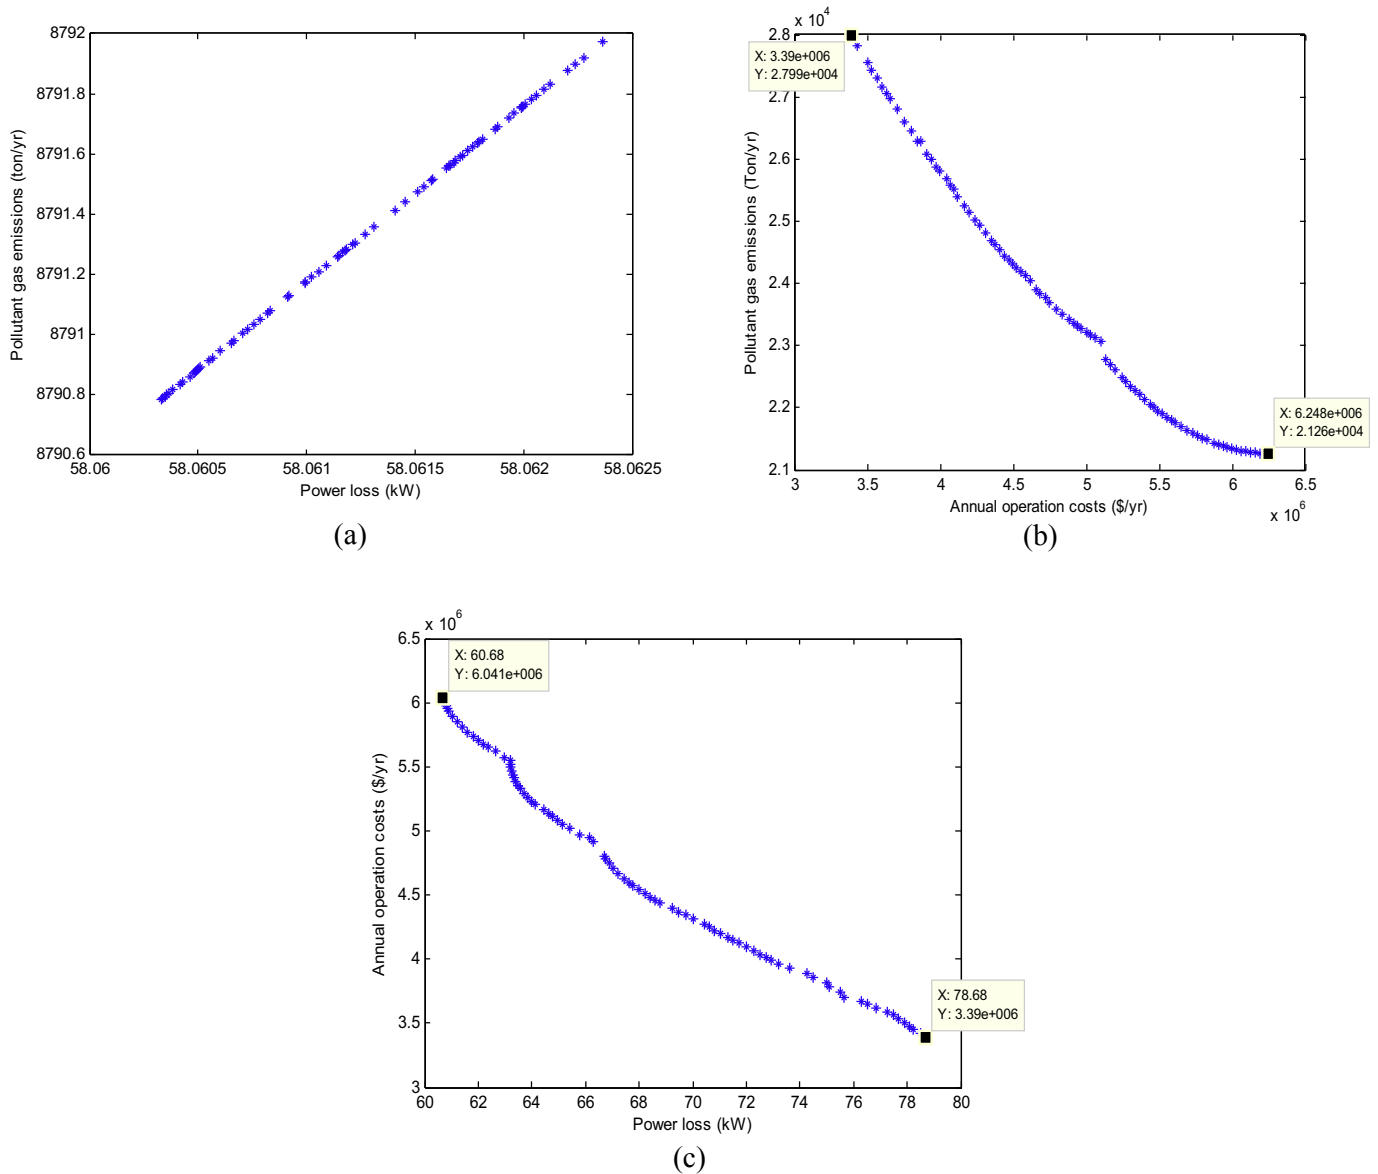 8792
8791.8
8791.6
8791.4
8791.2
8791
8790.8
8790.6
Pollutant gas emissions (ton/yr)
58.06 58.0605 58.061 58.0615 58.062 58.0625
Power loss (kW)
(a)
x 10^4
2.8
2.7
2.6
2.5
2.4
2.3
2.2
2.1
Pollutant gas emissions (Ton/yr)
X: 3.39e+006
Y: 2.799e+004
X: 6.248e+006
Y: 2.126e+004
3 3.5 4 4.5 5 5.5 6 6.5
Annual operation costs ($/yr)
x 10^6
(b)
x 10^6
6.5
6
5.5
5
4.5
4
3.5
3
Annual operation costs ($/yr)
X: 60.68
Y: 6.041e+006
X: 78.68
Y: 3.39e+006
60 62 64 66 68 70 72 74 76 78 80
Power loss (kW)
(c)